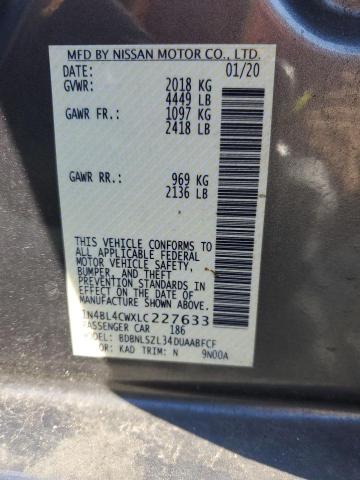 MFD BY NISSAN MOTOR CO., LTD.
DATE: 01/20
GVWR: 2018 KG
4449 LB
GAWR FR.: 1097 KG
2418 LB
GAWR RR.: 969 KG
2136 LB
THIS VEHICLE CONFORMS TO
ALL APPLICABLE FEDERAL
MOTOR VEHICLE SAFETY,
BUMPER, AND THEFT
PREVENTION STANDARDS IN
EFFECT ON THE DATE OF
MANUFACTURE SHOWN ABOVE.
1N4BL4CWXLC227633
PASSENGER CAR 186
MODEL: BDBNLSZL34DUAABFCF
KAD TRIM: N 9N00A